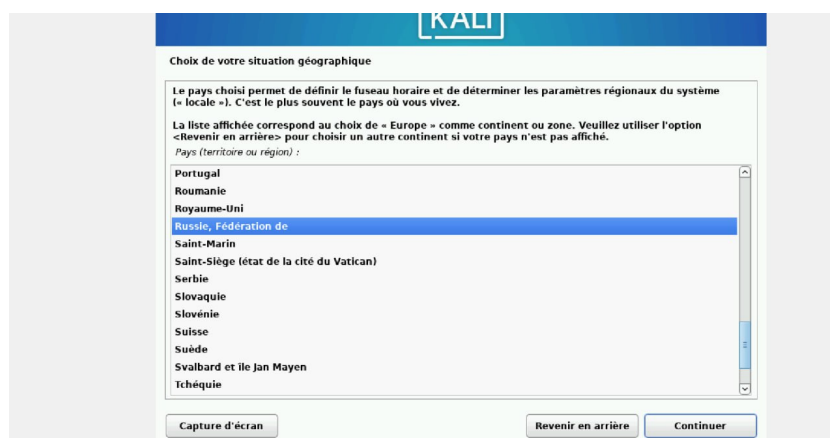 KALI
Choix de votre situation géographique
Le pays choisi permet de définir le fuseau horaire et de déterminer les paramètres régionaux du système
(« locale »). C'est le plus souvent le pays où vous vivez.
La liste affichée correspond au choix de « Europe » comme continent ou zone. Veuillez utiliser l'option
<Revenir en arrière> pour choisir un autre continent si votre pays n'est pas affiché.
Pays (territoire ou région) :
Portugal
Roumanie
Royaume-Uni
Russie, Fédération de
Saint-Marin
Saint-Siège (état de la cité du Vatican)
Serbie
Slovaquie
Slovénie
Suisse
Suède
Svalbard et île Jan Mayen
Tchéquie
Capture d'écran Revenir en arrière Continuer